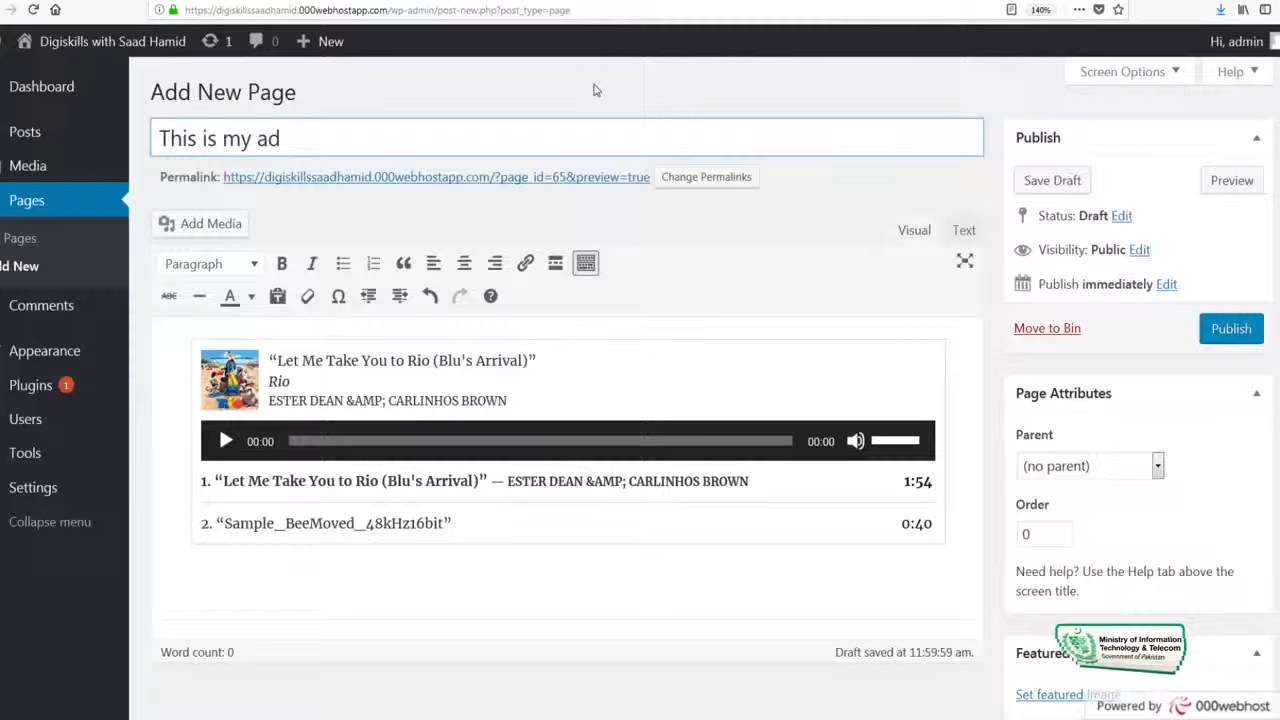 https://digiskillssaadhamid.000webhostapp.com/wp-admin/post-new.php?post_type=page
140%
Digiskills with Saad Hamid 1 0 New
Hi, admin
Screen Options Help
Dashboard
Posts
Media
Pages
Pages
dd New
Comments
Appearance
Plugins 1
Users
Tools
Settings
Collapse menu
Add New Page
This is my ad
Permalink: https://digiskillssaadhamid.000webhostapp.com/?page_id=65&preview=true Change Permalinks
Add Media
Visual Text
Paragraph B I
ABC A
“Let Me Take You to Rio (Blu's Arrival)”
Rio
ESTER DEAN &AMP; CARLINHOS BROWN
00:00 00:00
1. “Let Me Take You to Rio (Blu's Arrival)” — ESTER DEAN &AMP; CARLINHOS BROWN 1:54
2. “Sample_BeeMoved_48kHz16bit” 0:40
Word count: 0 Draft saved at 11:59:59 am.
Publish
Save Draft Preview
Status: Draft Edit
Visibility: Public Edit
Publish immediately Edit
Move to Bin Publish
Page Attributes
Parent
(no parent)
Order
0
Need help? Use the Help tab above the
screen title.
Featured
Set featured image
Ministry of Information
Technology & Telecom
Government of Pakistan
Powered by 000webhost